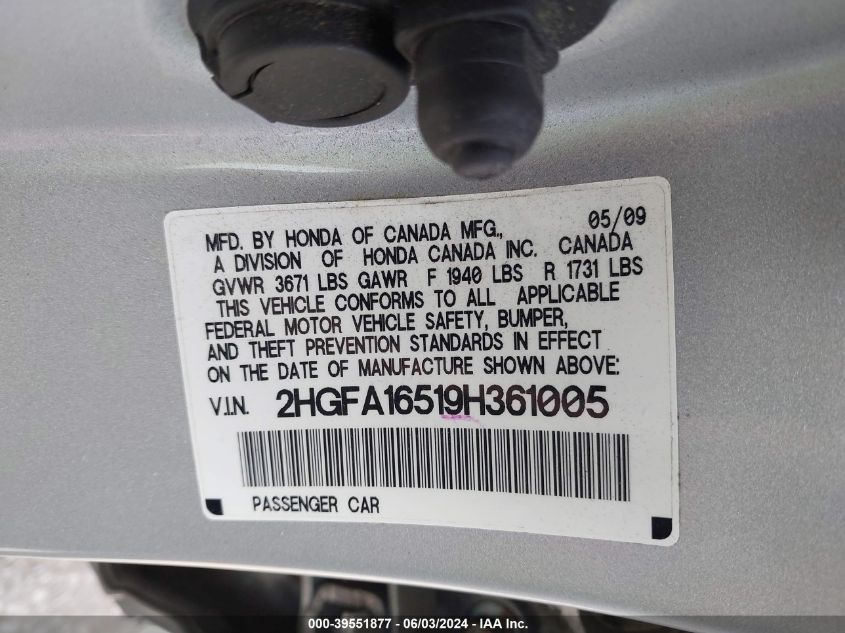 05/09
MFD. BY HONDA OF CANADA MFG.,
A DIVISION OF HONDA CANADA INC. CANADA
GVWR 3671 LBS GAWR F 1940 LBS R 1731 LBS
THIS VEHICLE CONFORMS TO ALL APPLICABLE
FEDERAL MOTOR VEHICLE SAFETY, BUMPER,
AND THEFT PREVENTION STANDARDS IN EFFECT
ON THE DATE OF MANUFACTURE SHOWN ABOVE:
V.I.N. 2HGFA16519H361005
PASSENGER CAR
000-39551877 - 06/03/2024 - IAA Inc.